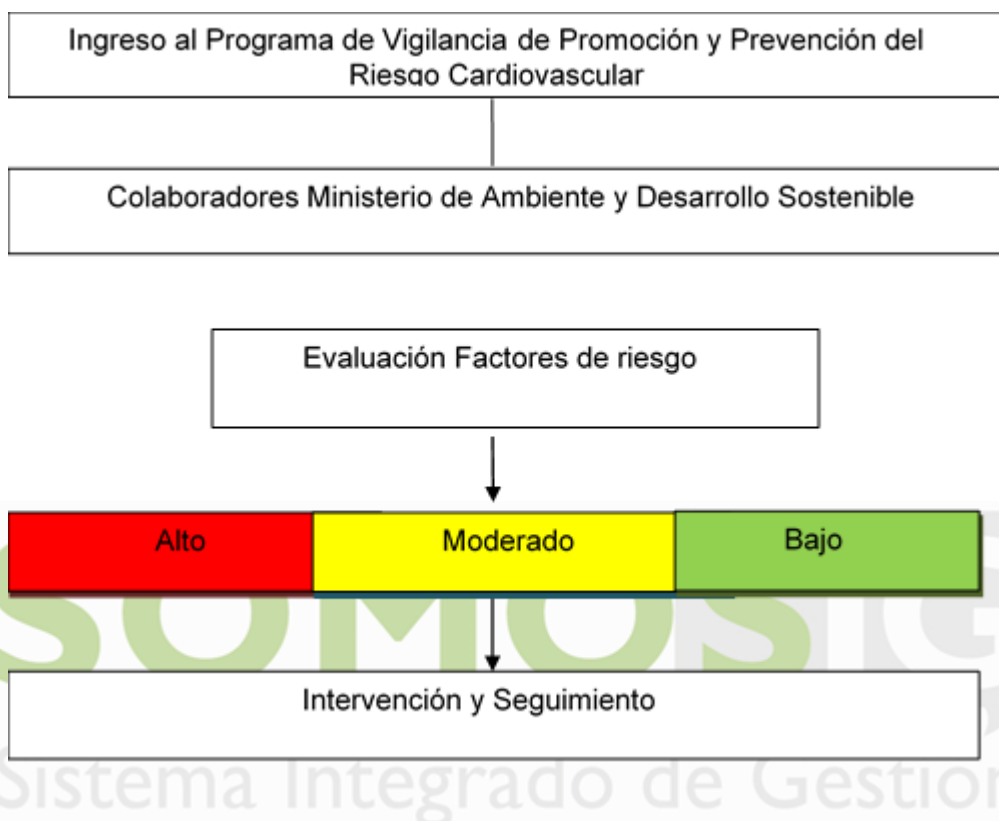 Ingreso al Programa de Vigilancia de Promoción y Prevención del
Riesgo Cardiovascular
Colaboradores Ministerio de Ambiente y Desarrollo Sostenible
Evaluación Factores de riesgo
Alto Moderado Bajo
SOMOSIG
Intervención y Seguimiento
Sistema Integrado de Gestión